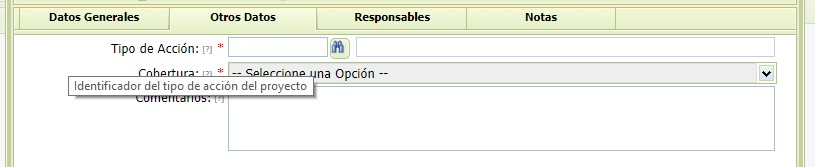 Datos Generales Otros Datos Responsables Notas
Tipo de Acción: [?] *
Cobertura: [?] * -- Seleccione una Opción --
Identificador del tipo de acción del proyecto
Comentarios: [?]